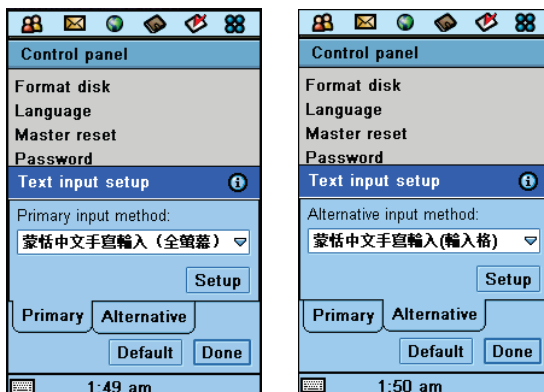 Control panel
Format disk
Language
Master reset
Password
Text input setup
Primary input method:
蒙恬中文手寫輸入（全螢幕）
Setup
Primary
Alternative
Default
Done
1:49 am
Control panel
Format disk
Language
Master reset
Password
Text input setup
Alternative input method:
蒙恬中文手寫輸入(輸入格)
Setup
Primary
Alternative
Default
Done
1:50 am